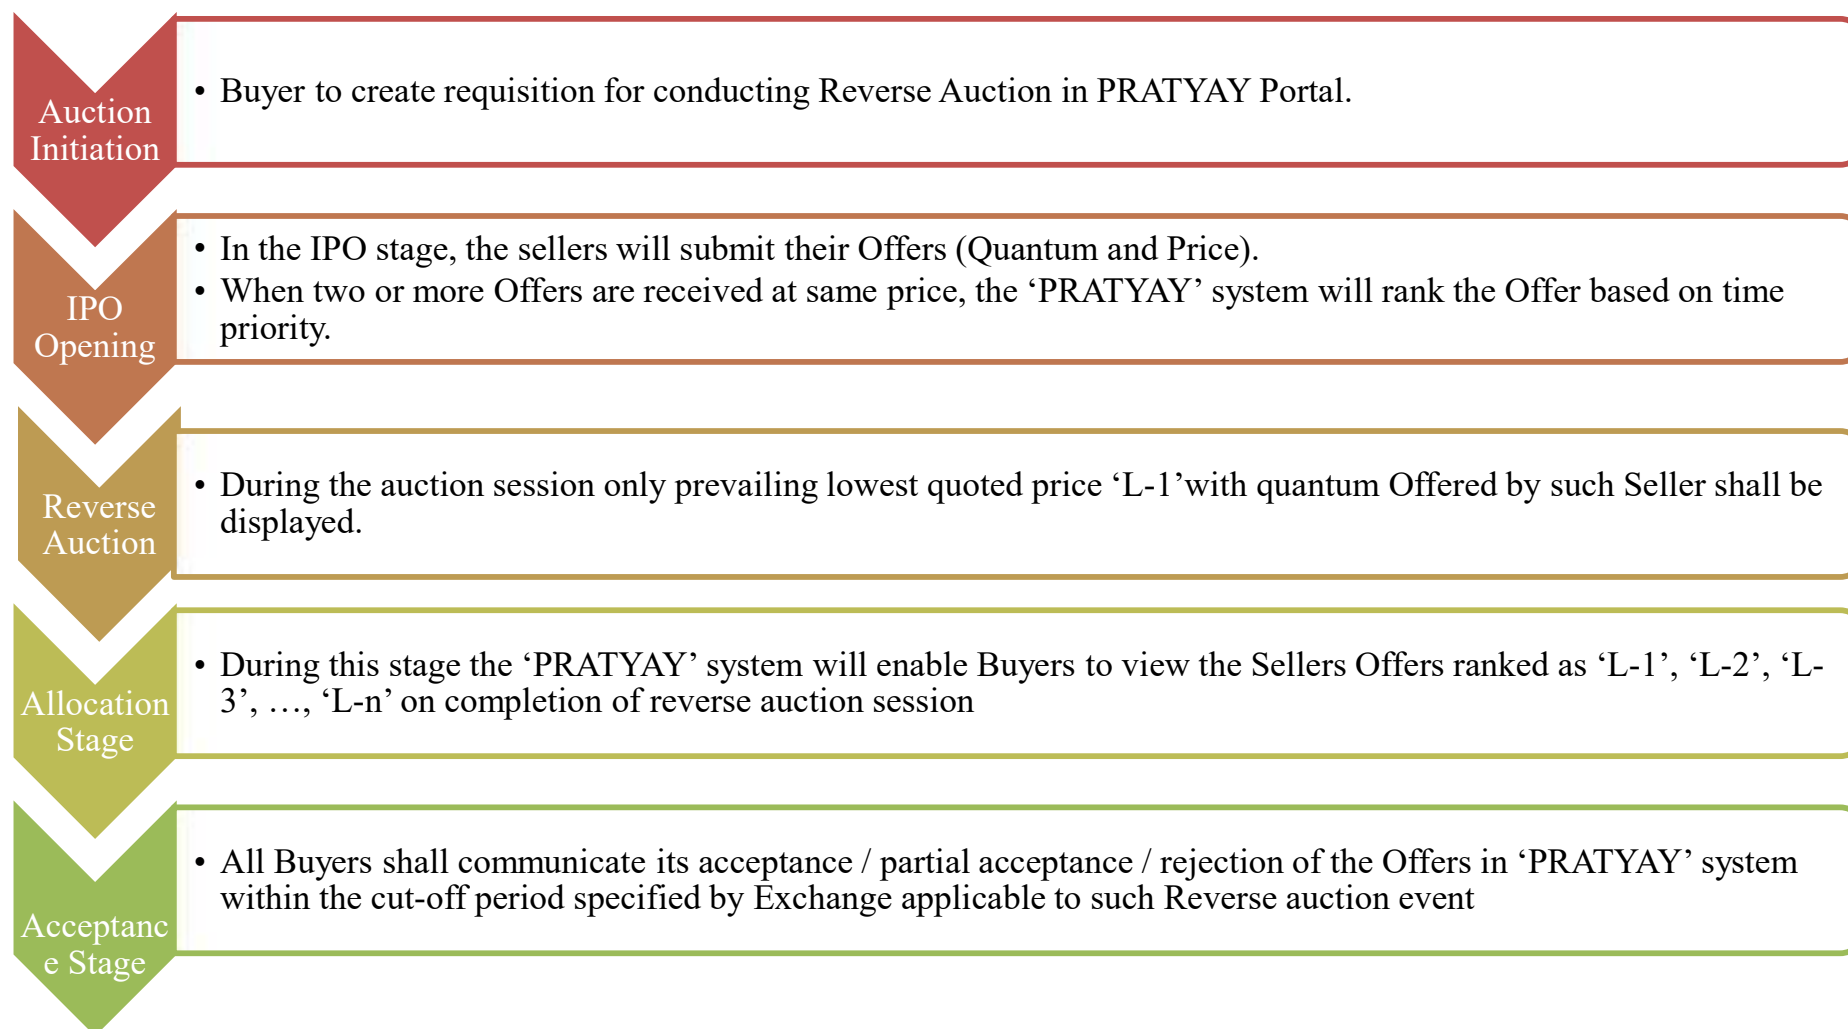 Auction
Initiation
• Buyer to create requisition for conducting Reverse Auction in PRATYAY Portal.
IPO
Opening
• In the IPO stage, the sellers will submit their Offers (Quantum and Price).
• When two or more Offers are received at same price, the ‘PRATYAY’ system will rank the Offer based on time
priority.
Reverse
Auction
• During the auction session only prevailing lowest quoted price ‘L-1’with quantum Offered by such Seller shall be
displayed.
Allocation
Stage
• During this stage the ‘PRATYAY’ system will enable Buyers to view the Sellers Offers ranked as ‘L-1’, ‘L-2’, ‘L-
3’, …, ‘L-n’ on completion of reverse auction session
Acceptanc
e Stage
• All Buyers shall communicate its acceptance / partial acceptance / rejection of the Offers in ‘PRATYAY’ system
within the cut-off period specified by Exchange applicable to such Reverse auction event